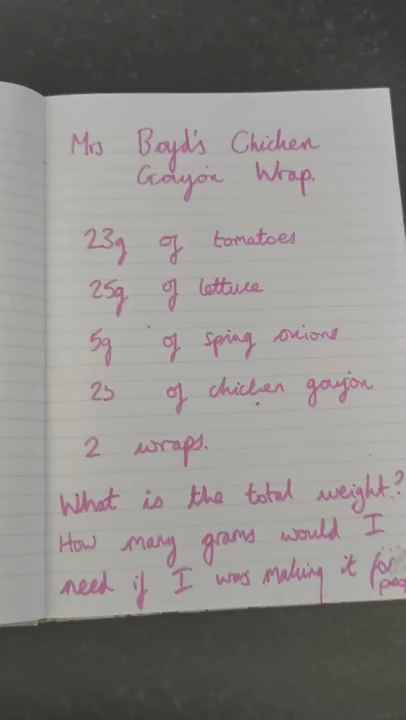 Mrs Boyd's Chicken
Goujon Wrap.
23g of tomatoes
25g of lettuce
5g of sping onions
25 of chicken goujon
2 wraps.
What is the total weight?
How many grams would I
need if I was making it for